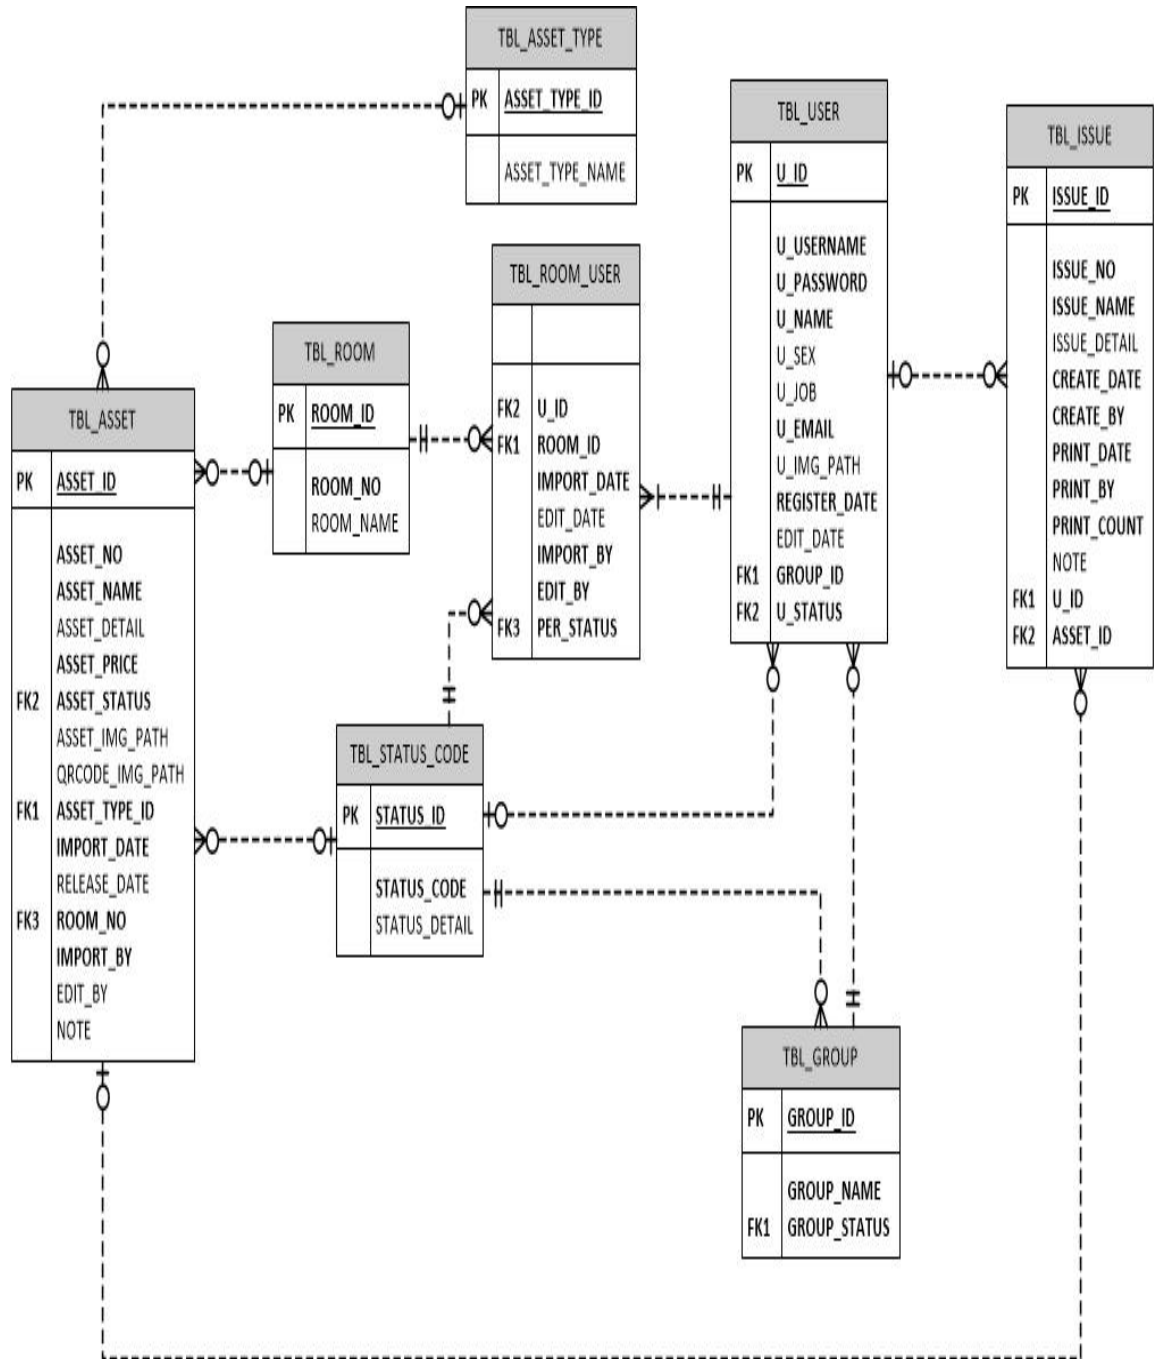 TBL_ASSET_TYPE
PK ASSET_TYPE_ID
ASSET_TYPE_NAME
TBL_USER
PK U_ID
U_USERNAME
U_PASSWORD
U_NAME
U_SEX
U_JOB
U_EMAIL
U_IMG_PATH
REGISTER_DATE
EDIT_DATE
FK1 GROUP_ID
FK2 U_STATUS
TBL_ISSUE
PK ISSUE_ID
ISSUE_NO
ISSUE_NAME
ISSUE_DETAIL
CREATE_DATE
CREATE_BY
PRINT_DATE
PRINT_BY
PRINT_COUNT
NOTE
FK1 U_ID
FK2 ASSET_ID
TBL_ROOM_USER
FK2 U_ID
FK1 ROOM_ID
IMPORT_DATE
EDIT_DATE
IMPORT_BY
EDIT_BY
FK3 PER_STATUS
TBL_ROOM
PK ROOM_ID
ROOM_NO
ROOM_NAME
TBL_ASSET
PK ASSET_ID
ASSET_NO
ASSET_NAME
ASSET_DETAIL
ASSET_PRICE
FK2 ASSET_STATUS
ASSET_IMG_PATH
QRCODE_IMG_PATH
FK1 ASSET_TYPE_ID
IMPORT_DATE
RELEASE_DATE
FK3 ROOM_NO
IMPORT_BY
EDIT_BY
NOTE
TBL_STATUS_CODE
PK STATUS_ID
STATUS_CODE
STATUS_DETAIL
TBL_GROUP
PK GROUP_ID
GROUP_NAME
FK1 GROUP_STATUS